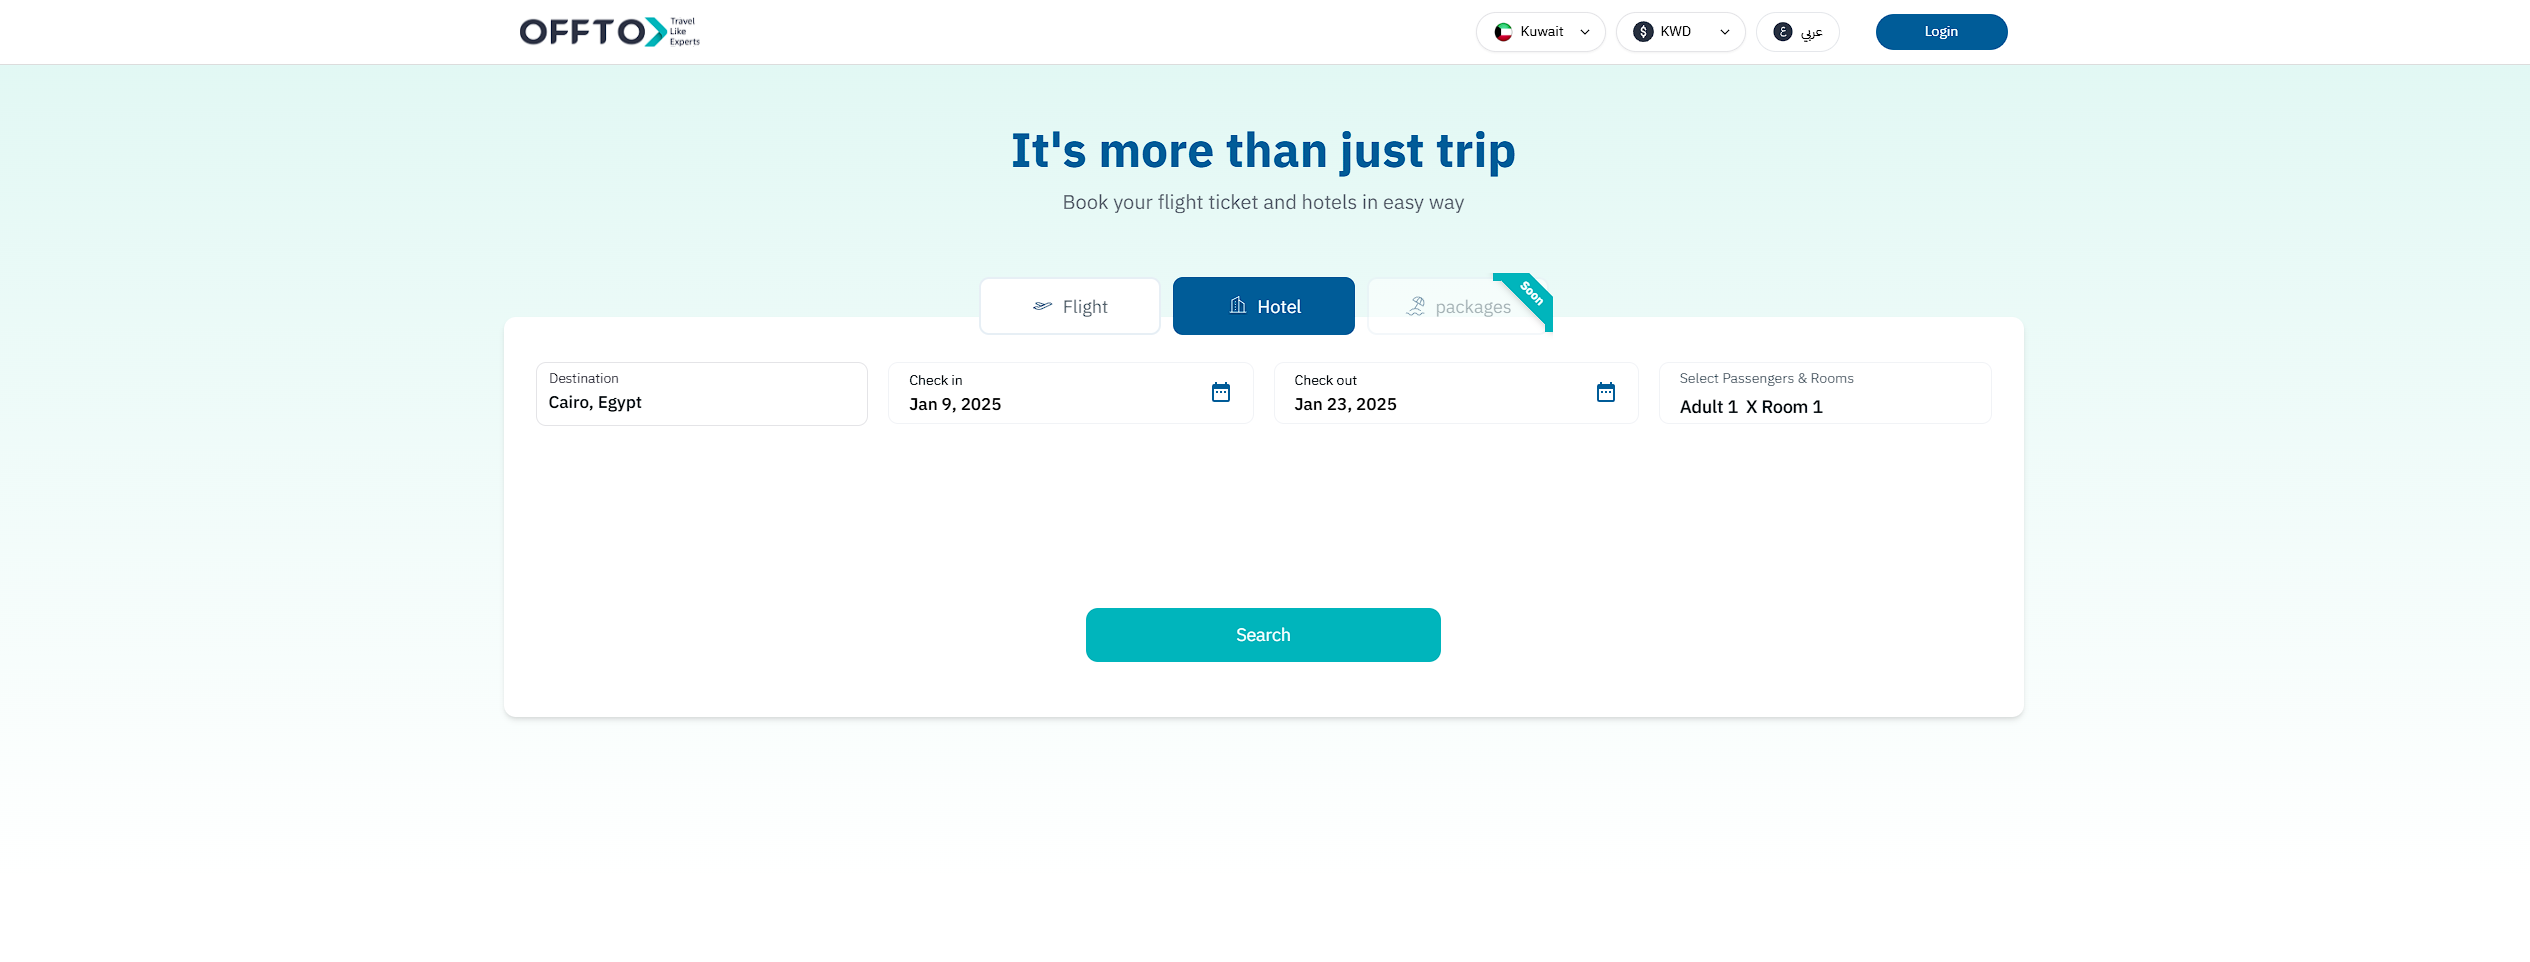 OFFTO Travel Like Experts
Kuwait
$ KWD
ع عربي
Login
It's more than just trip
Book your flight ticket and hotels in easy way
Flight
Hotel
packages
Soon
Destination
Cairo, Egypt
Check in
Jan 9, 2025
Check out
Jan 23, 2025
Select Passengers & Rooms
Adult 1 X Room 1
Search